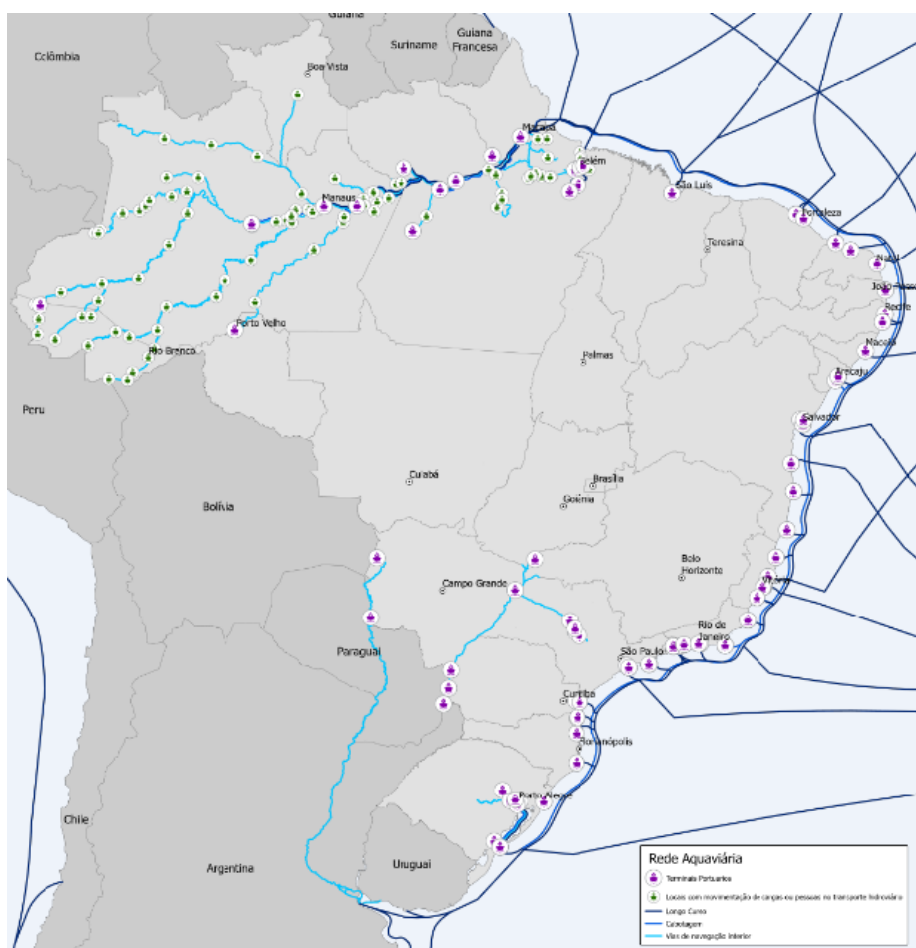 Guiana
Guiana
Francesa
Suriname
Colômbia
Boa Vista
Macapá
Belém
São Luís
Manaus
Fortaleza
Teresina
Natal
Recife
Porto Velho
Maceió
Rio Branco
Palmas
Aracaju
Peru
Salvador
Cuiabá
Brasília
Goiânia
Bolívia
Belo
Horizonte
Campo Grande
Vitória
Rio de
Janeiro
São Paulo
Paraguai
Curitiba
Florianópolis
Porto Alegre
Chile
Argentina
Uruguai
Rede Aquaviária
Terminais Portuários
Locais com movimentação de cargas ou pessoas no transporte hidroviário
Longo Curso
Cabotagem
Vias de navegação interior